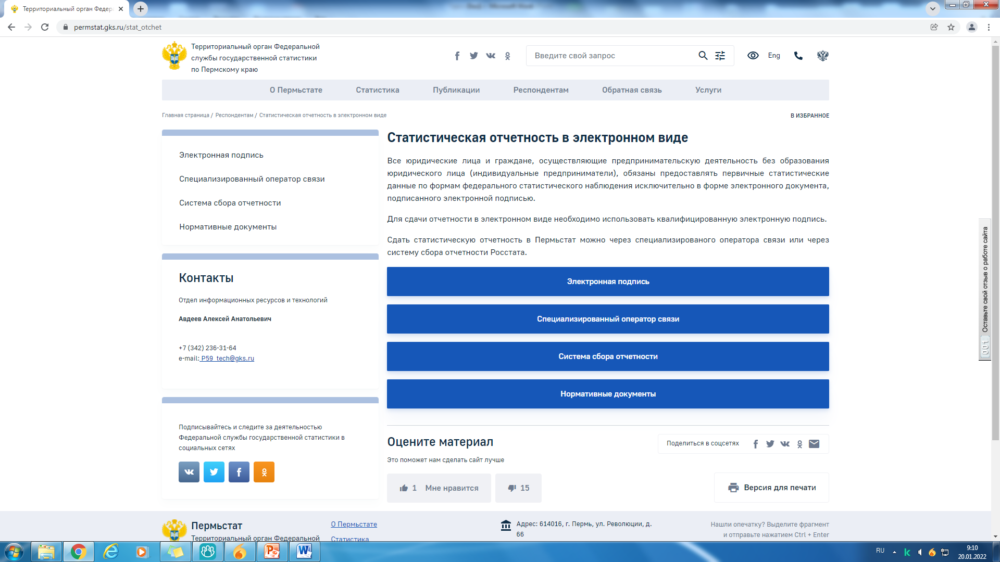 Территориальный орган Федера
permstat.gks.ru/stat_otchet
Территориальный орган Федеральной
службы государственной статистики
по Пермскому краю
Введите свой запрос
Eng
О Пермьстате
Статистика
Публикации
Респондентам
Обратная связь
Услуги
Главная страница / Респондентам / Статистическая отчетность в электронном виде
В ИЗБРАННОЕ
Электронная подпись
Специализированный оператор связи
Система сбора отчетности
Нормативные документы
Контакты
Отдел информационных ресурсов и технологий
Авдеев Алексей Анатольевич
+7 (342) 236-31-64
e-mail: P59_tech@gks.ru
Подписывайтесь и следите за деятельностью
Федеральной службы государственной статистики в
социальных сетях
Статистическая отчетность в электронном виде
Все юридические лица и граждане, осуществляющие предпринимательскую деятельность без образования
юридического лица (индивидуальные предприниматели), обязаны предоставлять первичные статистические
данные по формам федерального статистического наблюдения исключительно в форме электронного документа,
подписанного электронной подписью.
Для сдачи отчетности в электронном виде необходимо использовать квалифицированную электронную подпись.
Сдать статистическую отчетность в Пермьстат можно через специализированого оператора связи или через
систему сбора отчетности Росстата.
Электронная подпись
Специализированный оператор связи
Система сбора отчетности
Нормативные документы
Оцените материал
Это поможет нам сделать сайт лучше
1 Мне нравится
15
Поделиться в соцсетях
Версия для печати
Оставьте свой отзыв о работе сайта
Пермьстат
Территориальный орган Федеральной
О Пермьстате
Статистика
Адрес: 614016, г. Пермь, ул. Революции, д.
66
Нашли опечатку? Выделите фрагмент
и отправьте нажатием Ctrl + Enter
RU
9:10
20.01.2022